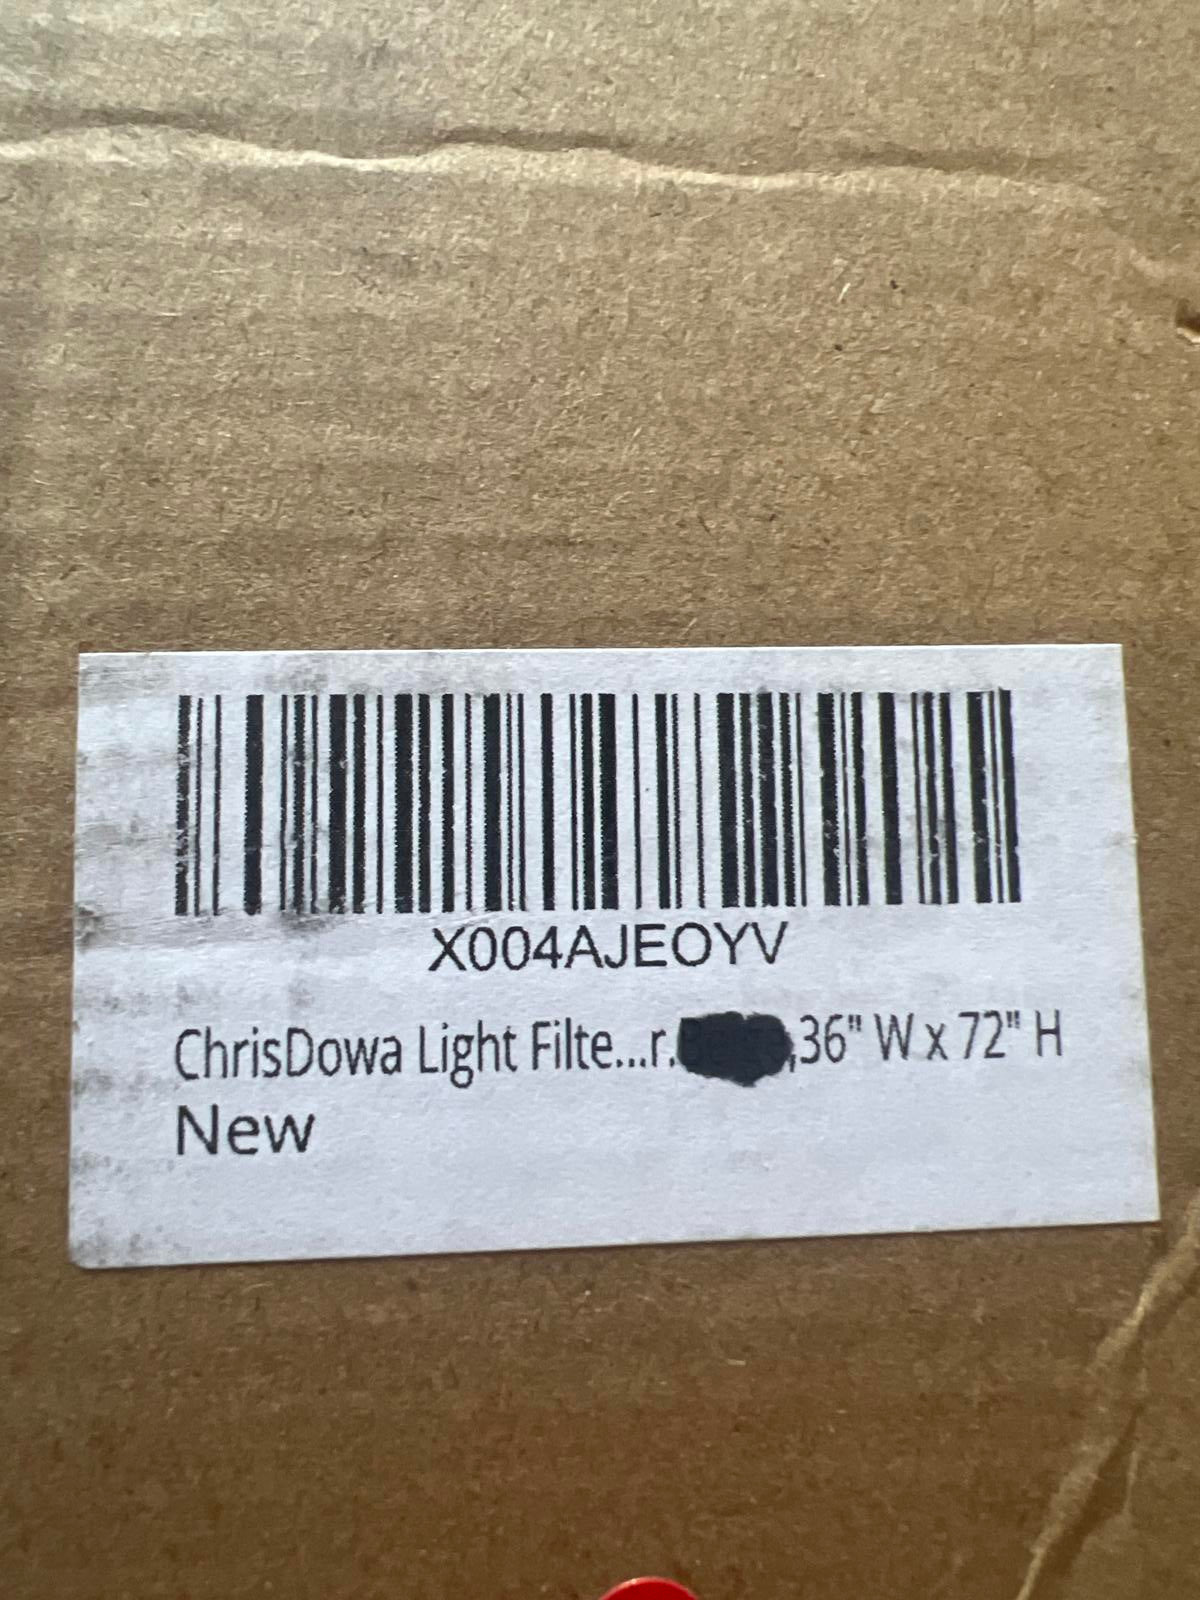 X004AJEOYV
ChrisDowa Light Filte...r. ,36" W x 72" H
New